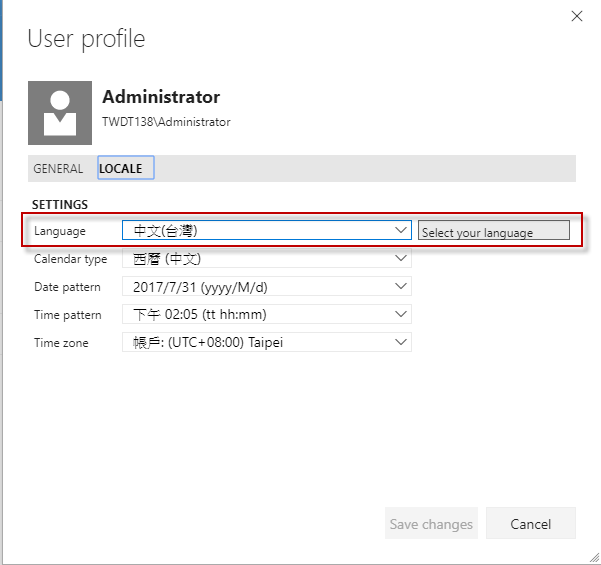 User profile
Administrator
TWDT138\Administrator
GENERAL LOCALE
SETTINGS
Language 中文(台灣) Select your language
Calendar type 西曆 (中文)
Date pattern 2017/7/31 (yyyy/M/d)
Time pattern 下午 02:05 (tt hh:mm)
Time zone 帳戶: (UTC+08:00) Taipei
Save changes Cancel